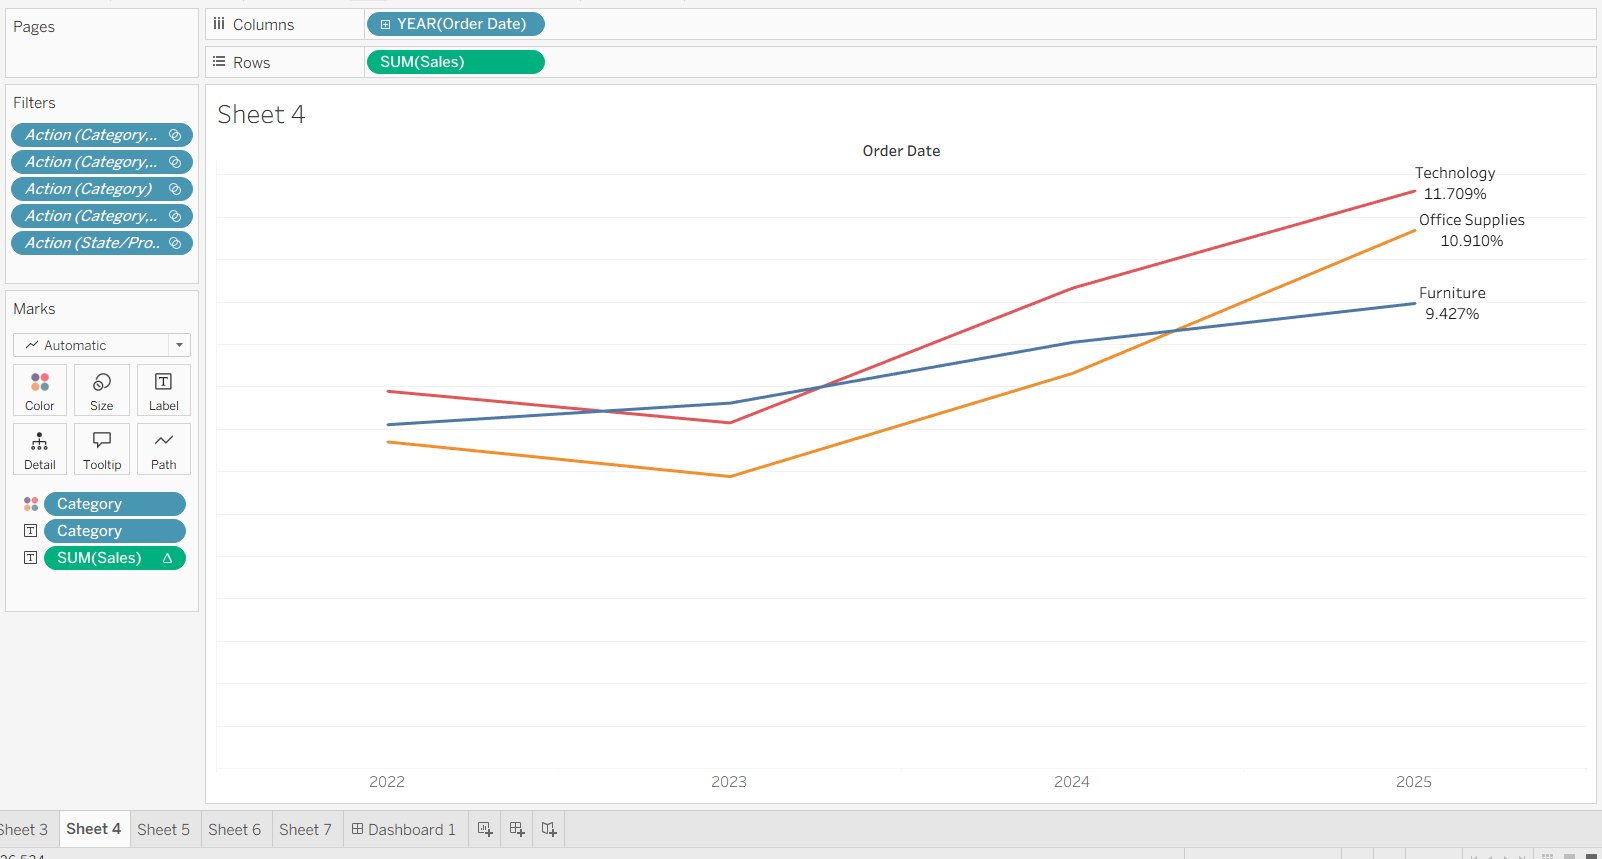 Pages
Columns
YEAR(Order Date)
Rows
SUM(Sales)
Filters
Action (Category,..
Action (Category,..
Action (Category)
Action (Category,..
Action (State/Pro..
Marks
Automatic
Color
Size
Label
Detail
Tooltip
Path
Category
Category
SUM(Sales)
Sheet 4
Order Date
Technology
11.709%
Office Supplies
10.910%
Furniture
9.427%
2022
2023
2024
2025
Sheet 3
Sheet 4
Sheet 5
Sheet 6
Sheet 7
Dashboard 1